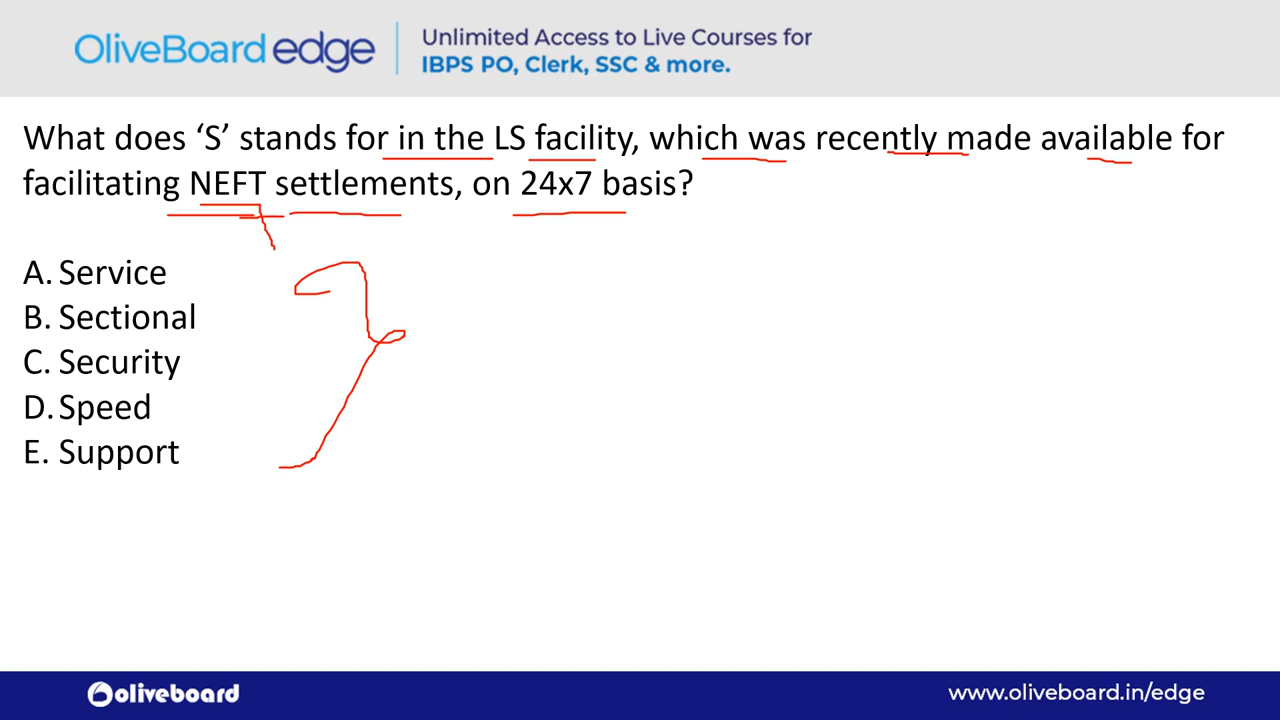 OliveBoard edge
Unlimited Access to Live Courses for
IBPS PO, Clerk, SSC & more.
What does ‘S’ stands for in the LS facility, which was recently made available for
facilitating NEFT settlements, on 24x7 basis?
A. Service
B. Sectional
C. Security
D. Speed
E. Support
oliveboard
www.oliveboard.in/edge